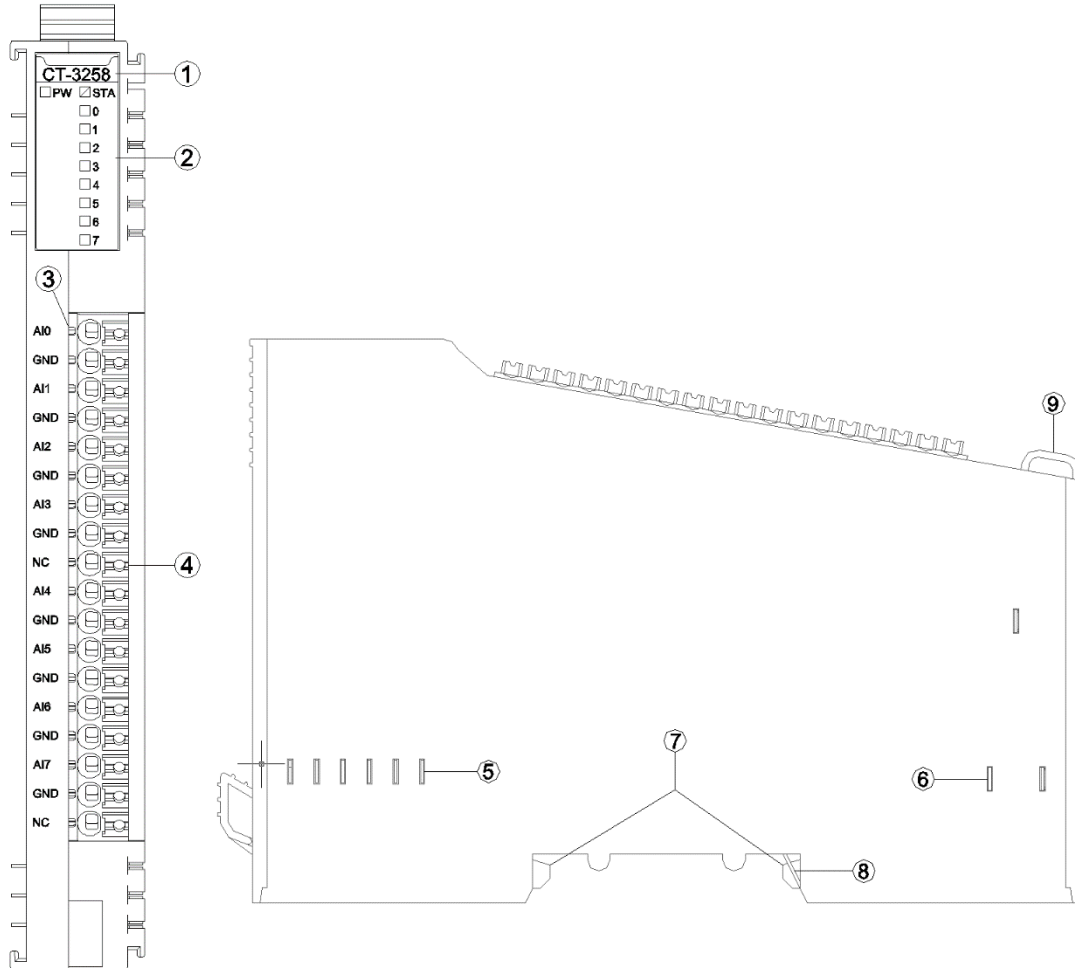 CT-3258
①
PW STA
0
1
2
②
3
4
5
6
7
③
AI0
GND
AI1
GND
AI2
GND
AI3
GND
NC
④
AI4
GND
AI5
GND
AI6
GND
AI7
GND
NC
⑨
⑦
⑤
⑥
⑧